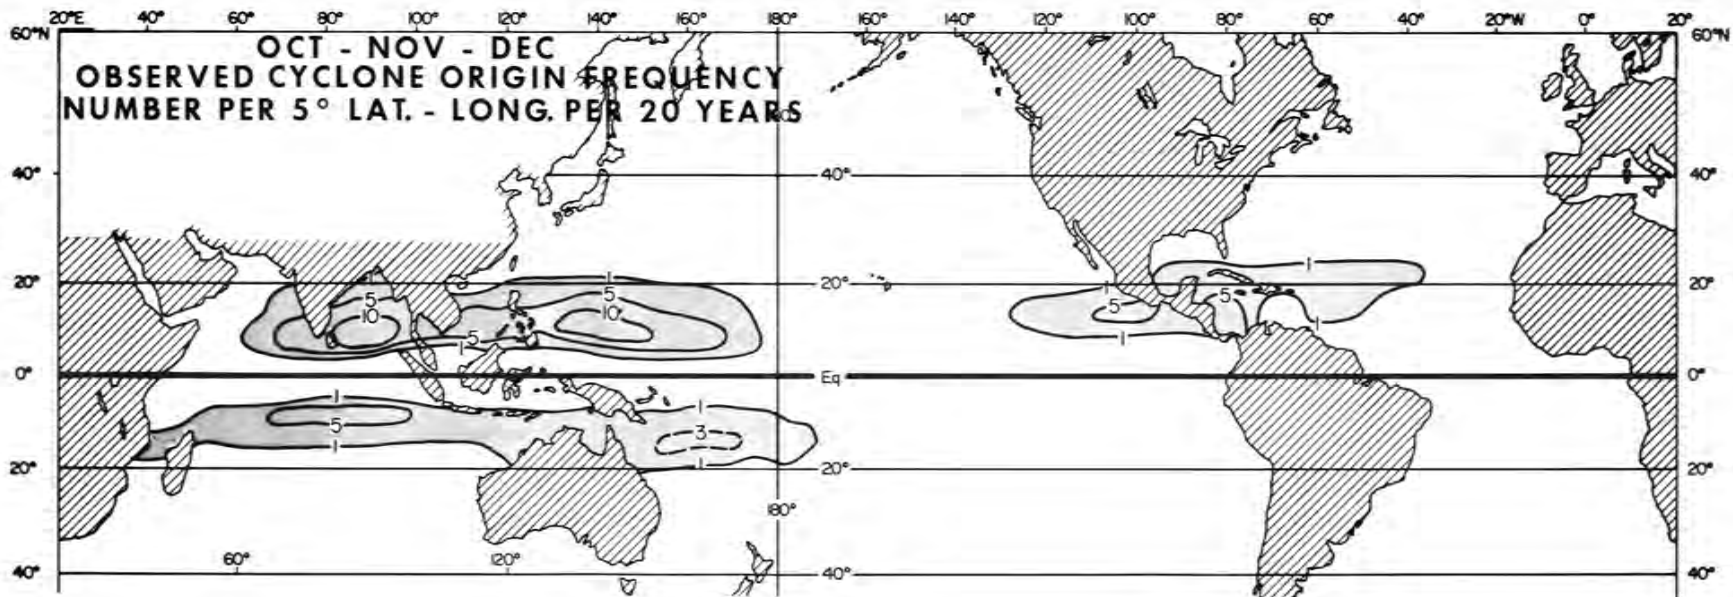 20°E 40° 60° 80° 100° 120° 140° 160° 180° 160° 140° 120° 100° 80° 60° 40° 20°W 0° 20°
60°N 60°N
OCT - NOV - DEC
OBSERVED CYCLONE ORIGIN FREQUENCY
NUMBER PER 5° LAT. - LONG. PER 20 YEARS
40° 40° 40° 40°
1 1
20° 20° 1 20°
5 5 1 5 5
10 10
5 1 1
1
0° Eq 0°
1 1
5 3
1 1
20° 20° 20°
180°
60° 120°
40° 40° 40°